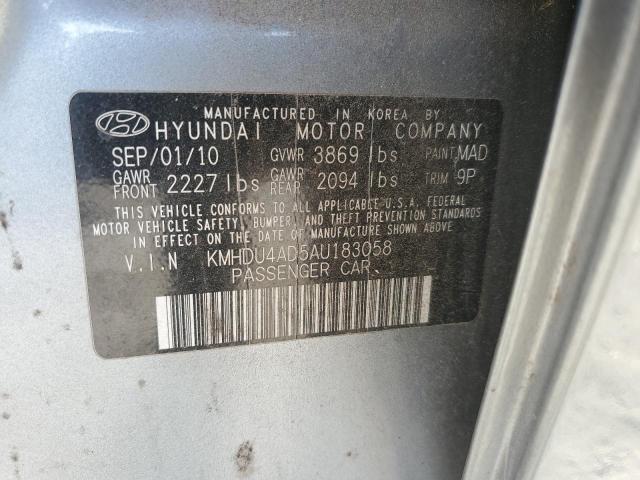 MANUFACTURED IN KOREA BY
HYUNDAI MOTOR COMPANY
SEP/01/10 GVWR 3869 lbs PAINT MAD
GAWR FRONT 2227 lbs GAWR REAR 2094 lbs TRIM 9P
THIS VEHICLE CONFORMS TO ALL APPLICABLE U.S.A. FEDERAL
MOTOR VEHICLE SAFETY, BUMPER, AND THEFT PREVENTION STANDARDS
IN EFFECT ON THE DATE OF MANUFACTURE SHOWN ABOVE.
V.I.N KMHDU4AD5AU183058
PASSENGER CAR